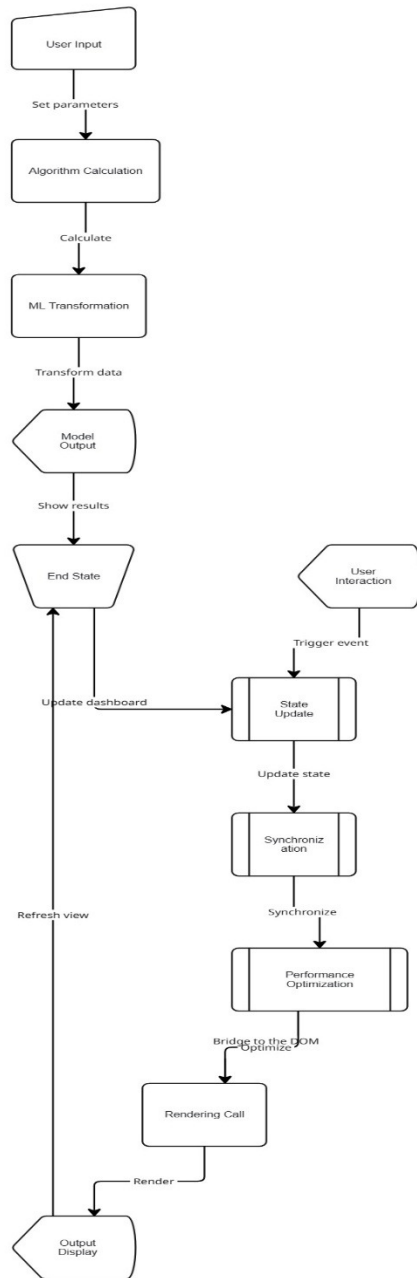 User Input
Set parameters
Algorithm Calculation
Calculate
ML Transformation
Transform data
Model
Output
Show results
End State
User
Interaction
Trigger event
Update dashboard
State
Update
Update state
Synchroniz
ation
Refresh view
Synchronize
Performance
Optimization
Bridge to the DOM
Optimize
Rendering Call
Render
Output
Display